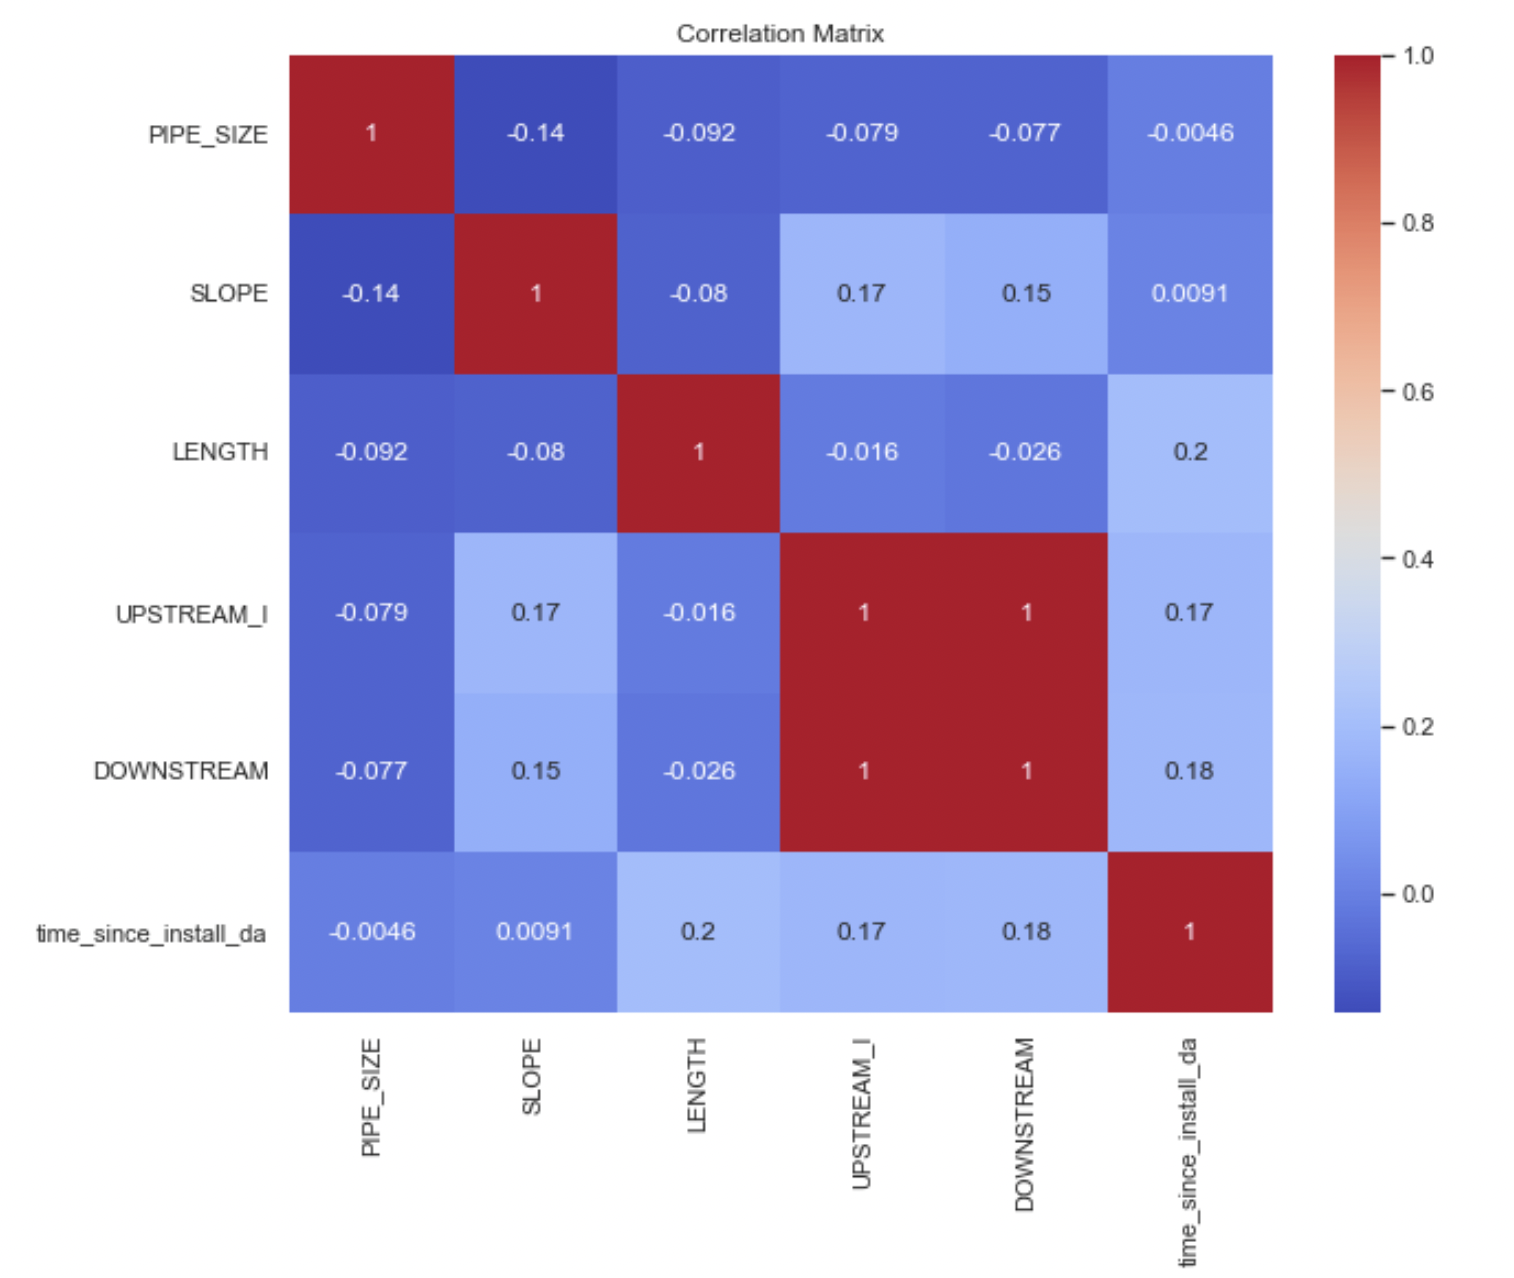 Correlation Matrix
PIPE_SIZE 1 -0.14 -0.092 -0.079 -0.077 -0.0046
SLOPE -0.14 1 -0.08 0.17 0.15 0.0091
LENGTH -0.092 -0.08 1 -0.016 -0.026 0.2
UPSTREAM_I -0.079 0.17 -0.016 1 1 0.17
DOWNSTREAM -0.077 0.15 -0.026 1 1 0.18
time_since_install_da -0.0046 0.0091 0.2 0.17 0.18 1
PIPE_SIZE
SLOPE
LENGTH
UPSTREAM_I
DOWNSTREAM
time_since_install_da
1.0
0.8
0.6
0.4
0.2
0.0